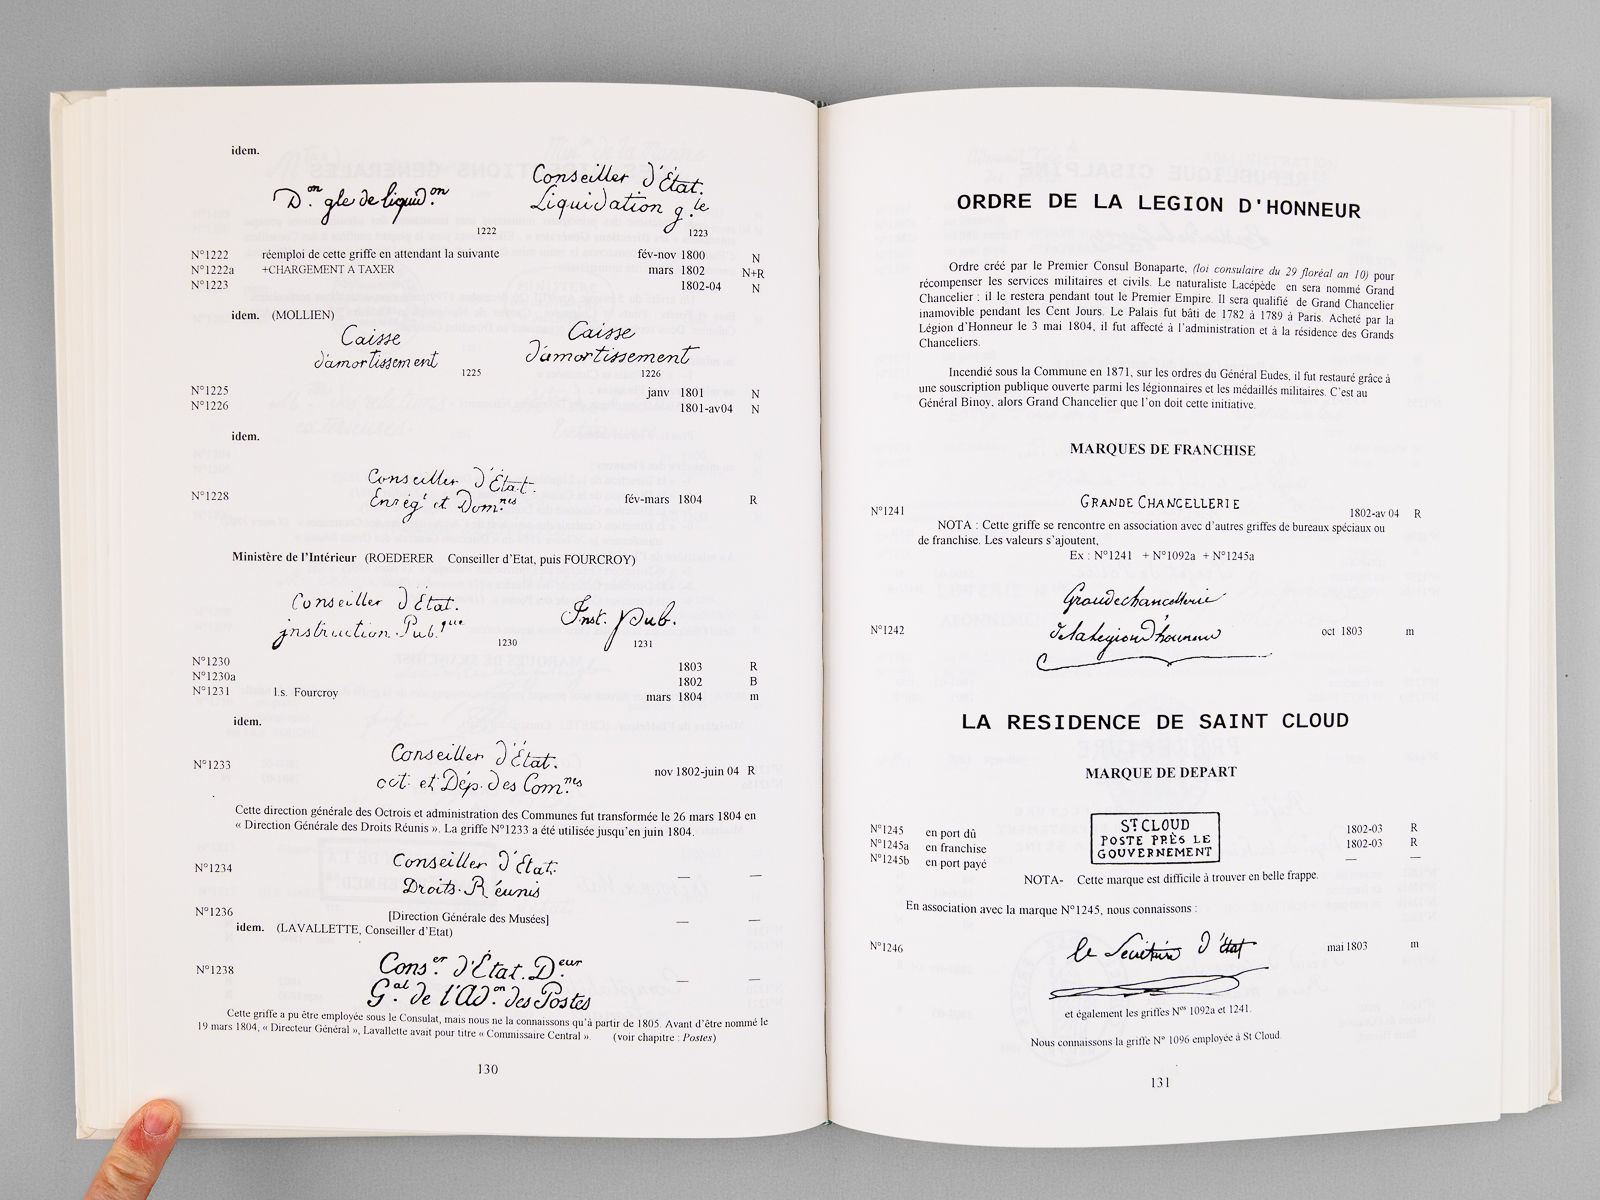 idem.
D.on gle de liquid.on
Conseiller d'État.
Liquidation g.le
1222
1223
N°1222 réemploi de cette griffe en attendant la suivante fév-nov 1800 N
N°1222a +CHARGEMENT A TAXER mars 1802 N+R
N°1223 1802-04 N
idem. (MOLLIEN)
Caisse
d'amortissement
1225
Caisse
d'amortissement
1226
N°1225 janv 1801 N
N°1226 1801-av04 N
idem.
Conseiller d'État.
Enrég.t et Dom.nes
N°1228 fév-mars 1804 R
Ministère de l'Intérieur (ROEDERER Conseiller d'Etat, puis FOURCROY)
Conseiller d'État.
instruction. Pub.que
1230
Inst. pub.
1231
N°1230 1803 R
N°1230a 1802 B
N°1231 l.s. Fourcroy mars 1804 m
idem.
Conseiller d'État.
oct. et Dép. des Com.nes
N°1233 nov 1802-juin 04 R
Cette direction générale des Octrois et administration des Communes fut transformée le 26 mars 1804 en
« Direction Générale des Droits Réunis ». La griffe N°1233 a été utilisée jusqu'en juin 1804.
Conseiller d'État.
Droits. Réunis
N°1234 — —
N°1236 [Direction Générale des Musées] — —
idem. (LAVALLETTE, Conseiller d'Etat)
Cons.er d'État. D.eur
G.al de l'Ad.on des Postes
N°1238 — —
Cette griffe a pu être employée sous le Consulat, mais nous ne la connaissons qu'à partir de 1805. Avant d'être nommé le
19 mars 1804, « Directeur Général », Lavallette avait pour titre « Commissaire Central ». (voir chapitre : Postes)
130
ORDRE DE LA LEGION D'HONNEUR
Ordre créé par le Premier Consul Bonaparte, (loi consulaire du 29 floréal an 10) pour
récompenser les services militaires et civils. Le naturaliste Lacépède en sera nommé Grand
Chancelier : il le restera pendant tout le Premier Empire. Il sera qualifié de Grand Chancelier
inamovible pendant les Cent Jours. Le Palais fut bâti de 1782 à 1789 à Paris. Acheté par la
Légion d'Honneur le 3 mai 1804, il fut affecté à l'administration et à la résidence des Grands
Chanceliers.
Incendié sous la Commune en 1871, sur les ordres du Général Eudes, il fut restauré grâce à
une souscription publique ouverte parmi les légionnaires et les médaillés militaires. C'est au
Général Binoy, alors Grand Chancelier que l'on doit cette initiative.
MARQUES DE FRANCHISE
GRANDE CHANCELLERIE
N°1241 1802-av 04 R
NOTA : Cette griffe se rencontre en association avec d'autres griffes de bureaux spéciaux ou
de franchise. Les valeurs s'ajoutent,
Ex : N°1241 + N°1092a + N°1245a
Grandechancellerie
delaLegiond'honneur
N°1242 oct 1803 m
LA RESIDENCE DE SAINT CLOUD
MARQUE DE DEPART
ST CLOUD
POSTE PRÈS LE
GOUVERNEMENT
N°1245 en port dû 1802-03 R
N°1245a en franchise 1802-03 R
N°1245b en port payé — —
NOTA- Cette marque est difficile à trouver en belle frappe.
En association avec la marque N°1245, nous connaissons :
le Secrétaire d'état
N°1246 mai 1803 m
et également les griffes Nos 1092a et 1241.
Nous connaissons la griffe N° 1096 employée à St Cloud.
131